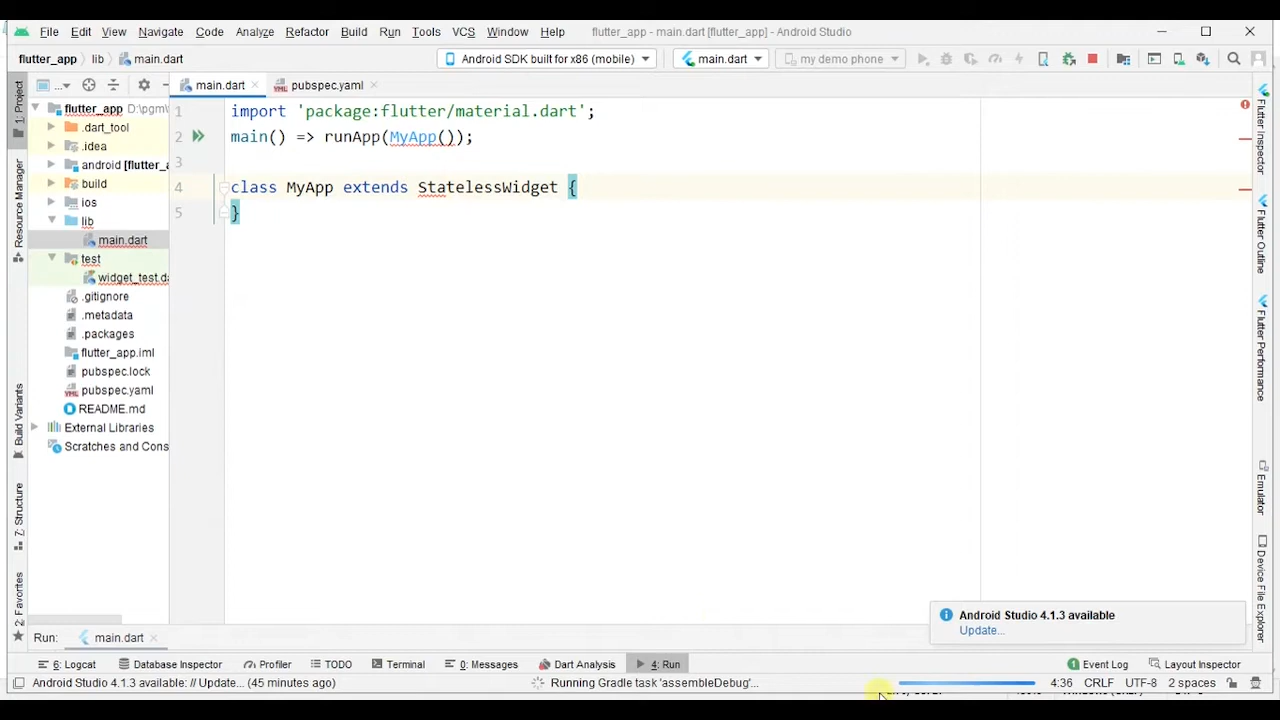 File Edit View Navigate Code Analyze Refactor Build Run Tools VCS Window Help flutter_app - main.dart [flutter_app] - Android Studio
flutter_app lib main.dart Android SDK built for x86 (mobile) main.dart my demo phone
1: Project
Resource Manager
Build Variants
7: Structure
2: Favorites
...
flutter_app D:\pgm\
.dart_tool
.idea
android [flutter_a
build
ios
lib
main.dart
test
widget_test.da
.gitignore
.metadata
.packages
flutter_app.iml
pubspec.lock
pubspec.yaml
README.md
External Libraries
Scratches and Cons
main.dart pubspec.yaml
1 import 'package:flutter/material.dart';
2 main() => runApp(MyApp());
3
4 class MyApp extends StatelessWidget {
5 }
Flutter Inspector
Flutter Outline
Flutter Performance
Emulator
Device File Explorer
Android Studio 4.1.3 available
Update...
Run: main.dart
6: Logcat Database Inspector Profiler TODO Terminal 0: Messages Dart Analysis 4: Run Event Log Layout Inspector
Android Studio 4.1.3 available: // Update... (45 minutes ago) Running Gradle task 'assembleDebug'... 4:36 CRLF UTF-8 2 spaces